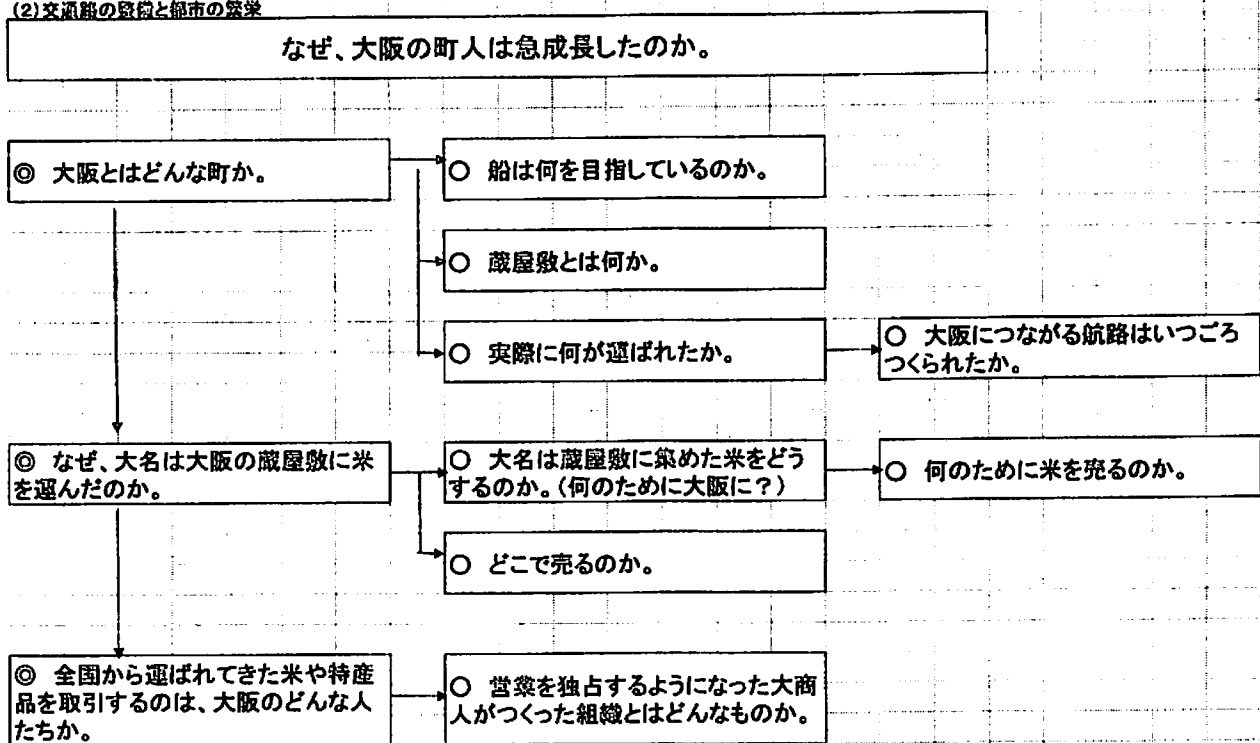 (2)交通路の整備と都市の繁栄
なぜ、大阪の町人は急成長したのか。
◎ 大阪とはどんな町か。
○ 船は何を目指しているのか。
○ 蔵屋敷とは何か。
○ 実際に何が運ばれたか。
○ 大阪につながる航路はいつごろ
つくられたか。
◎ なぜ、大名は大阪の蔵屋敷に米
を運んだのか。
○ 大名は蔵屋敷に集めた米をどう
するのか。(何のために大阪に?)
○ 何のために米を売るのか。
○ どこで売るのか。
◎ 全国から運ばれてきた米や特産
品を取引するのは、大阪のどんな人
たちか。
○ 営業を独占するようになった大商
人がつくった組織とはどんなものか。